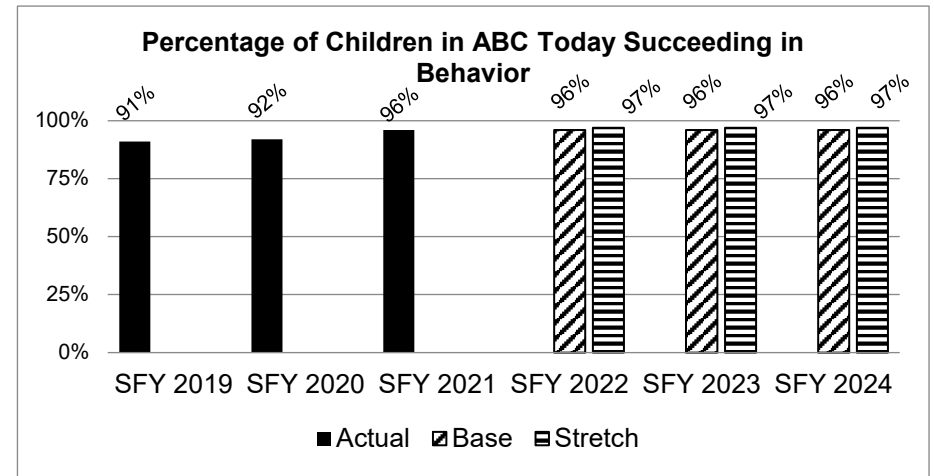 Percentage of Children in ABC Today Succeeding in
Behavior
91% 92% 96% 96% 97% 96% 97% 96% 97%
100%
75%
50%
25%
0%
SFY 2019 SFY 2020 SFY 2021 SFY 2022 SFY 2023 SFY 2024
Actual Base Stretch